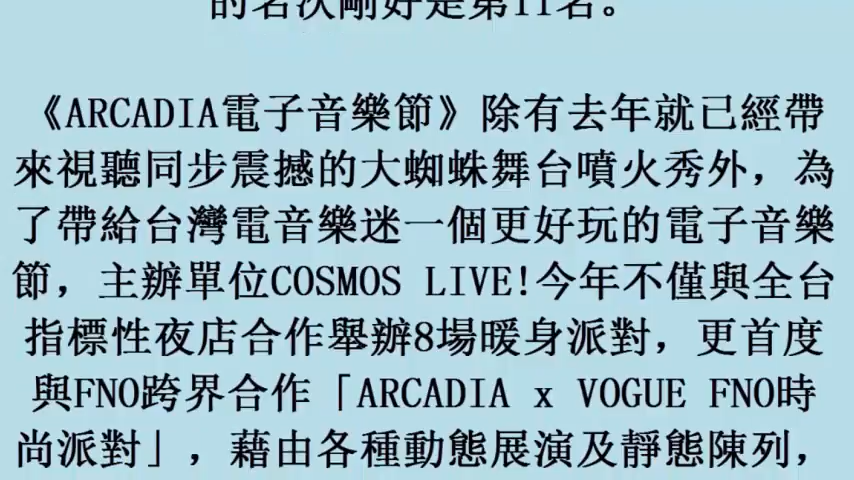 的名次剛好是第11名。
《ARCADIA電子音樂節》除有去年就已經帶
來視聽同步震撼的大蜘蛛舞台噴火秀外，為
了帶給台灣電音樂迷一個更好玩的電子音樂
節，主辦單位COSMOS LIVE!今年不僅與全台
指標性夜店合作舉辦8場暖身派對，更首度
與FNO跨界合作「ARCADIA x VOGUE FNO時
尚派對」，藉由各種動態展演及靜態陳列，